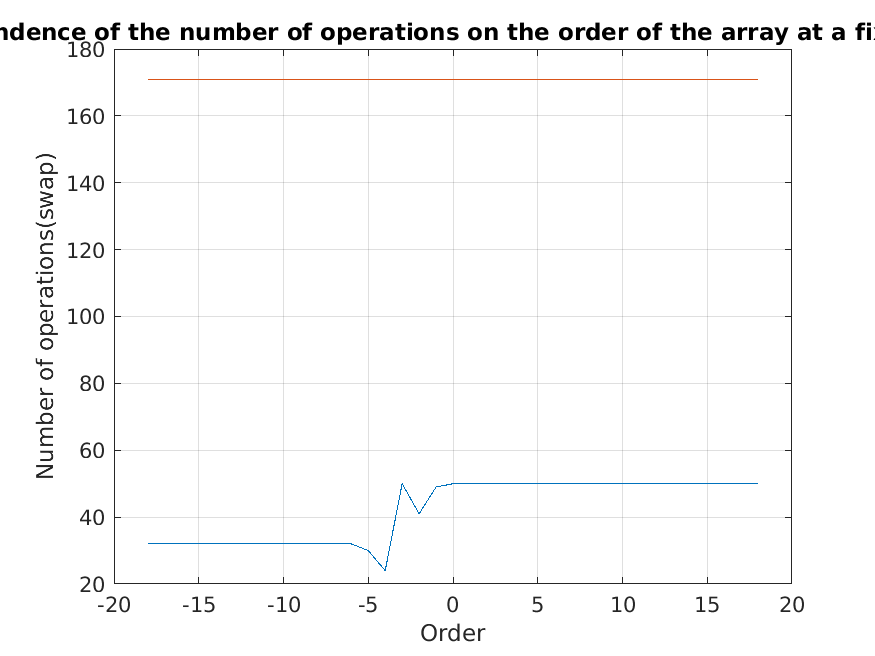 ndence of the number of operations on the order of the array at a fi
180
160
140
120
100
80
60
40
20
Number of operations(swap)
-20 -15 -10 -5 0 5 10 15 20
Order